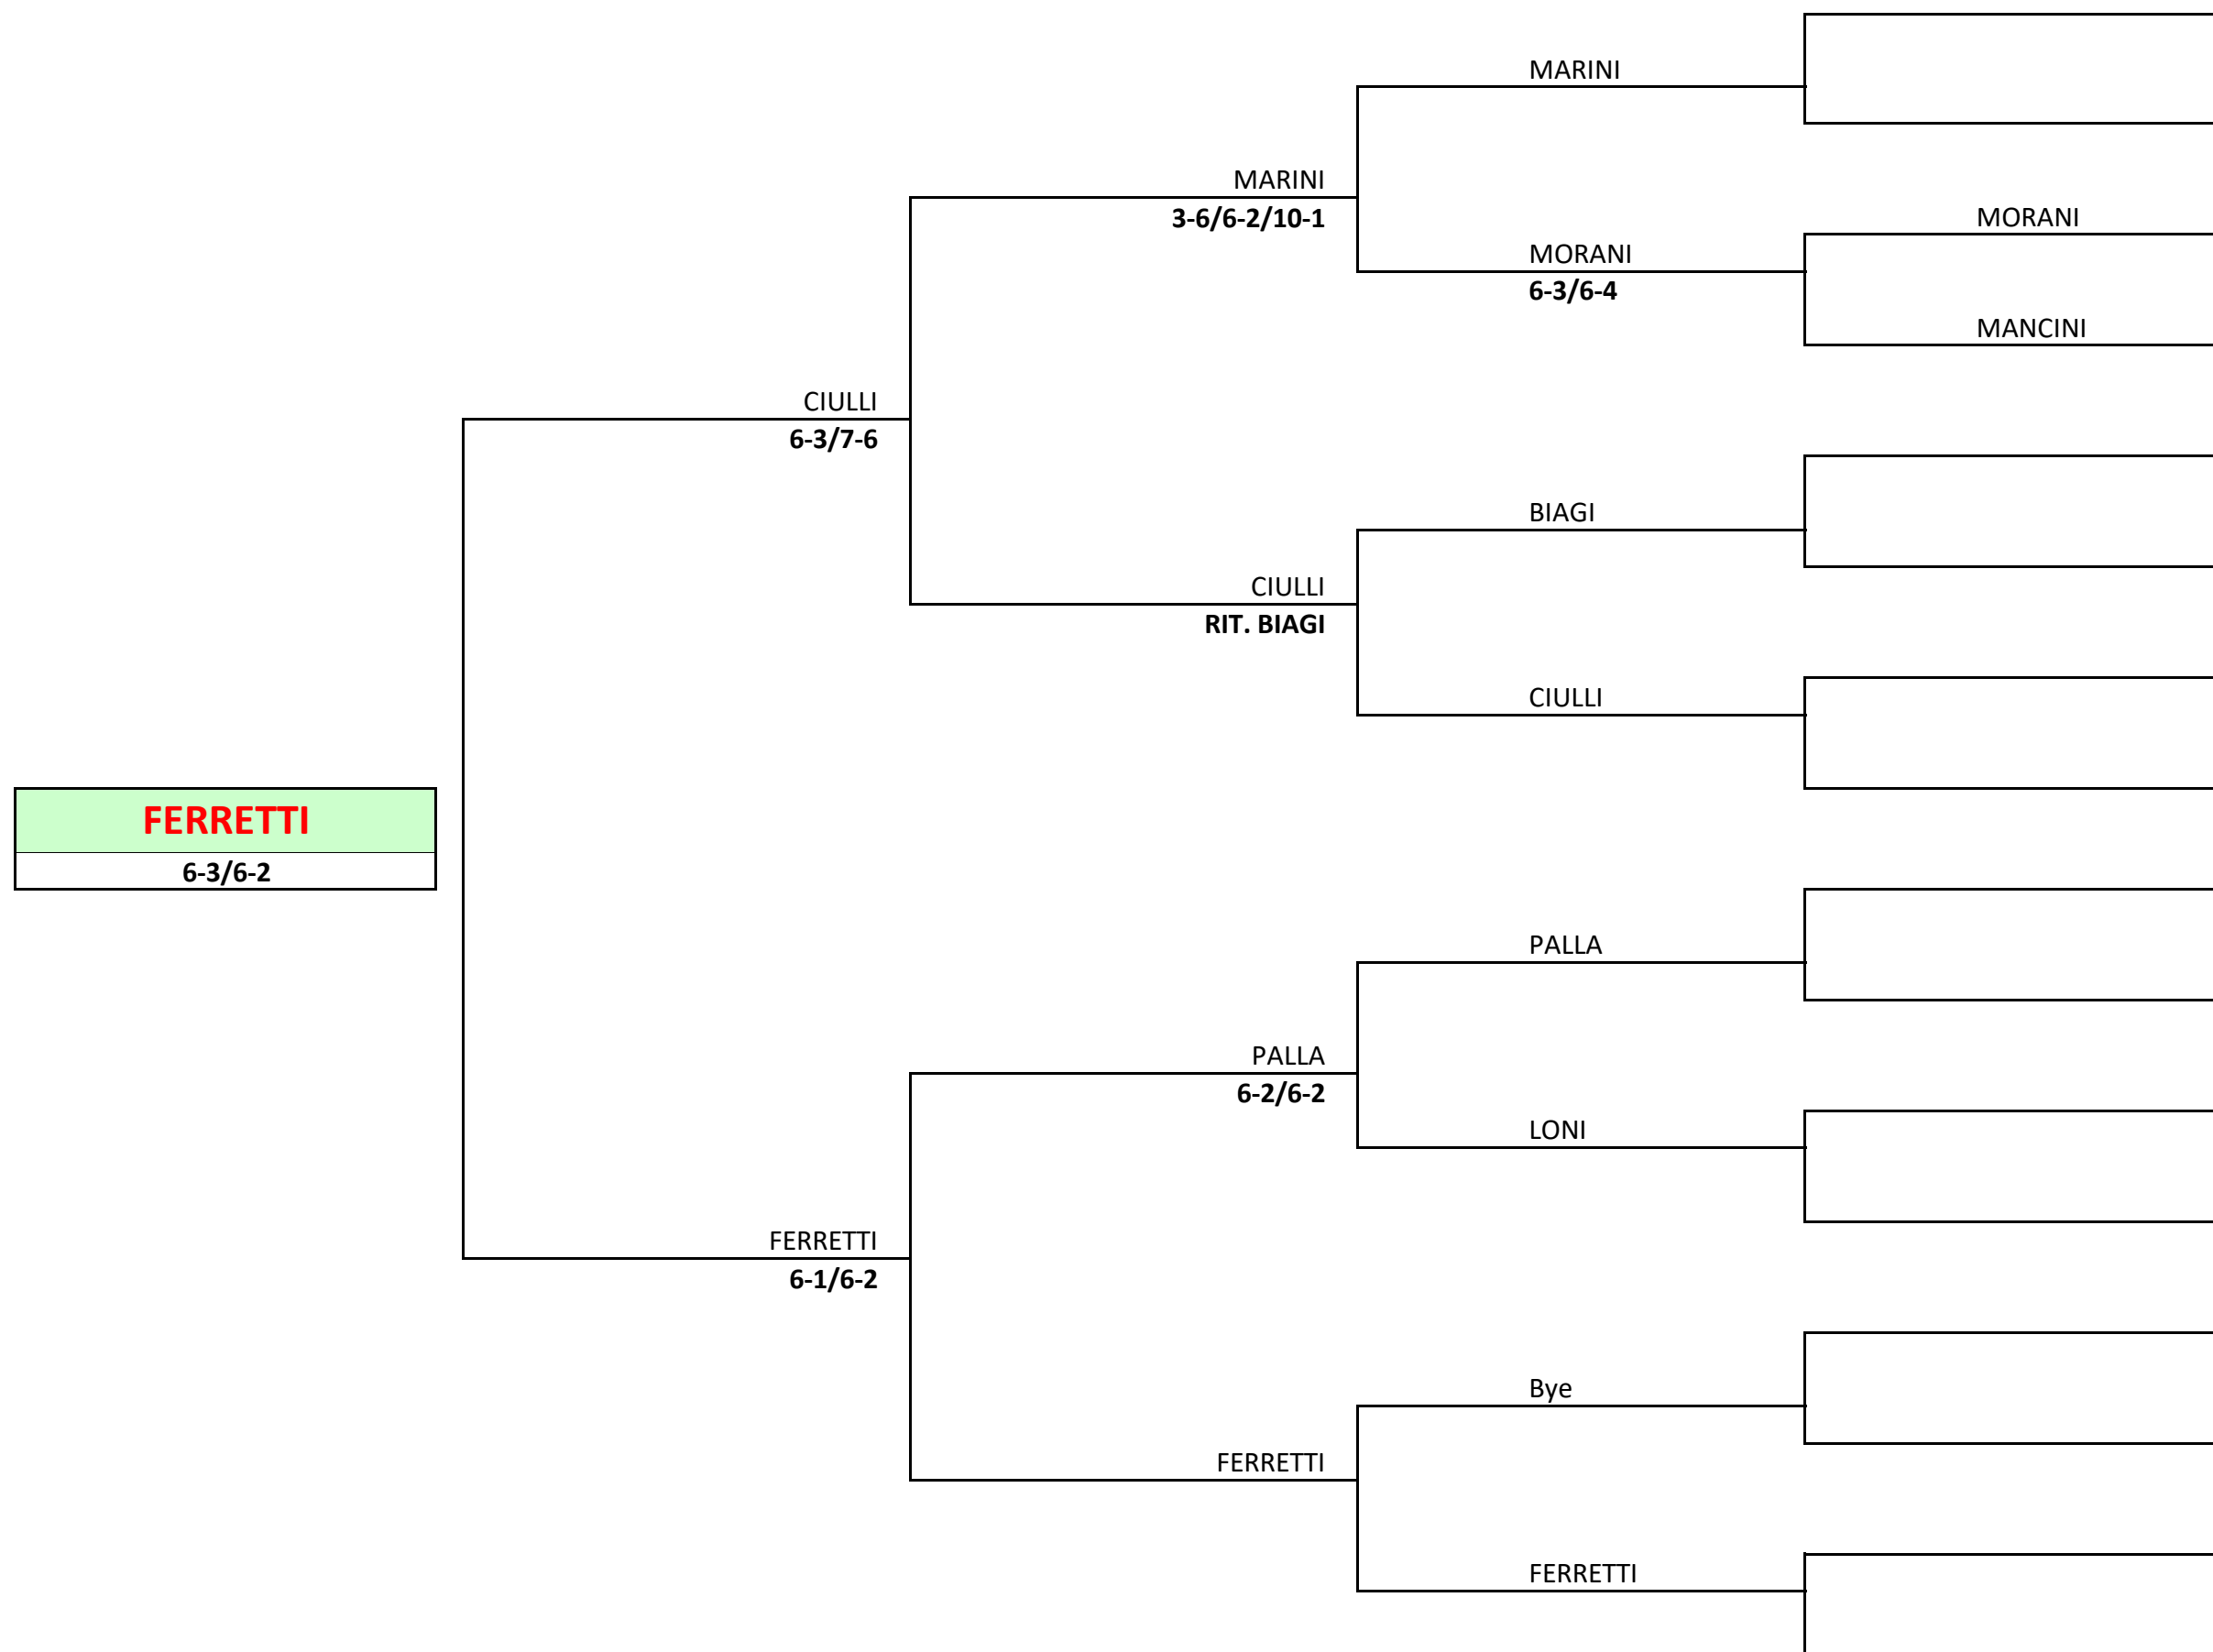 MARINI
MARINI
3-6/6-2/10-1
MORANI
MORANI
6-3/6-4
MANCINI
CIULLI
6-3/7-6
BIAGI
CIULLI
RIT. BIAGI
CIULLI
FERRETTI
6-3/6-2
PALLA
PALLA
6-2/6-2
LONI
FERRETTI
6-1/6-2
Bye
FERRETTI
FERRETTI